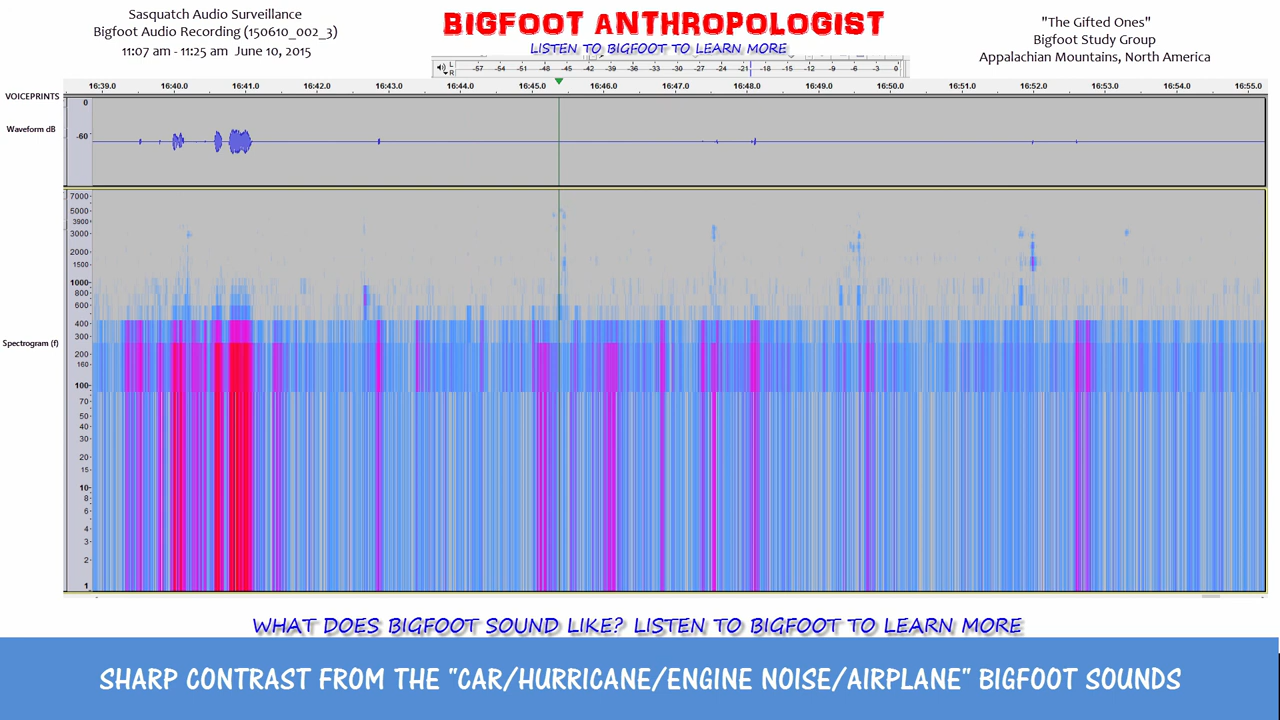 Sasquatch Audio Surveillance
Bigfoot Audio Recording (150610_002_3)
11:07 am - 11:25 am June 10, 2015
BIGFOOT ANTHROPOLOGIST
LISTEN TO BIGFOOT TO LEARN MORE
"The Gifted Ones"
Bigfoot Study Group
Appalachian Mountains, North America
L
R
-57 -54 -51 -48 -45 -42 -39 -36 -33 -30 -27 -24 -21 -18 -15 -12 -9 -6 -3 0
16:39.0 16:40.0 16:41.0 16:42.0 16:43.0 16:44.0 16:45.0 16:46.0 16:47.0 16:48.0 16:49.0 16:50.0 16:51.0 16:52.0 16:53.0 16:54.0 16:55.0
VOICEPRINTS
0
Waveform dB
-60
7000
5000
3900
3000
2000
1500
1000
800
600
400
300
Spectrogram (f)
200
160
100
70
50
40
30
20
15
10
8
6
4
3
2
1
WHAT DOES BIGFOOT SOUND LIKE? LISTEN TO BIGFOOT TO LEARN MORE
SHARP CONTRAST FROM THE "CAR/HURRICANE/ENGINE NOISE/AIRPLANE" BIGFOOT SOUNDS